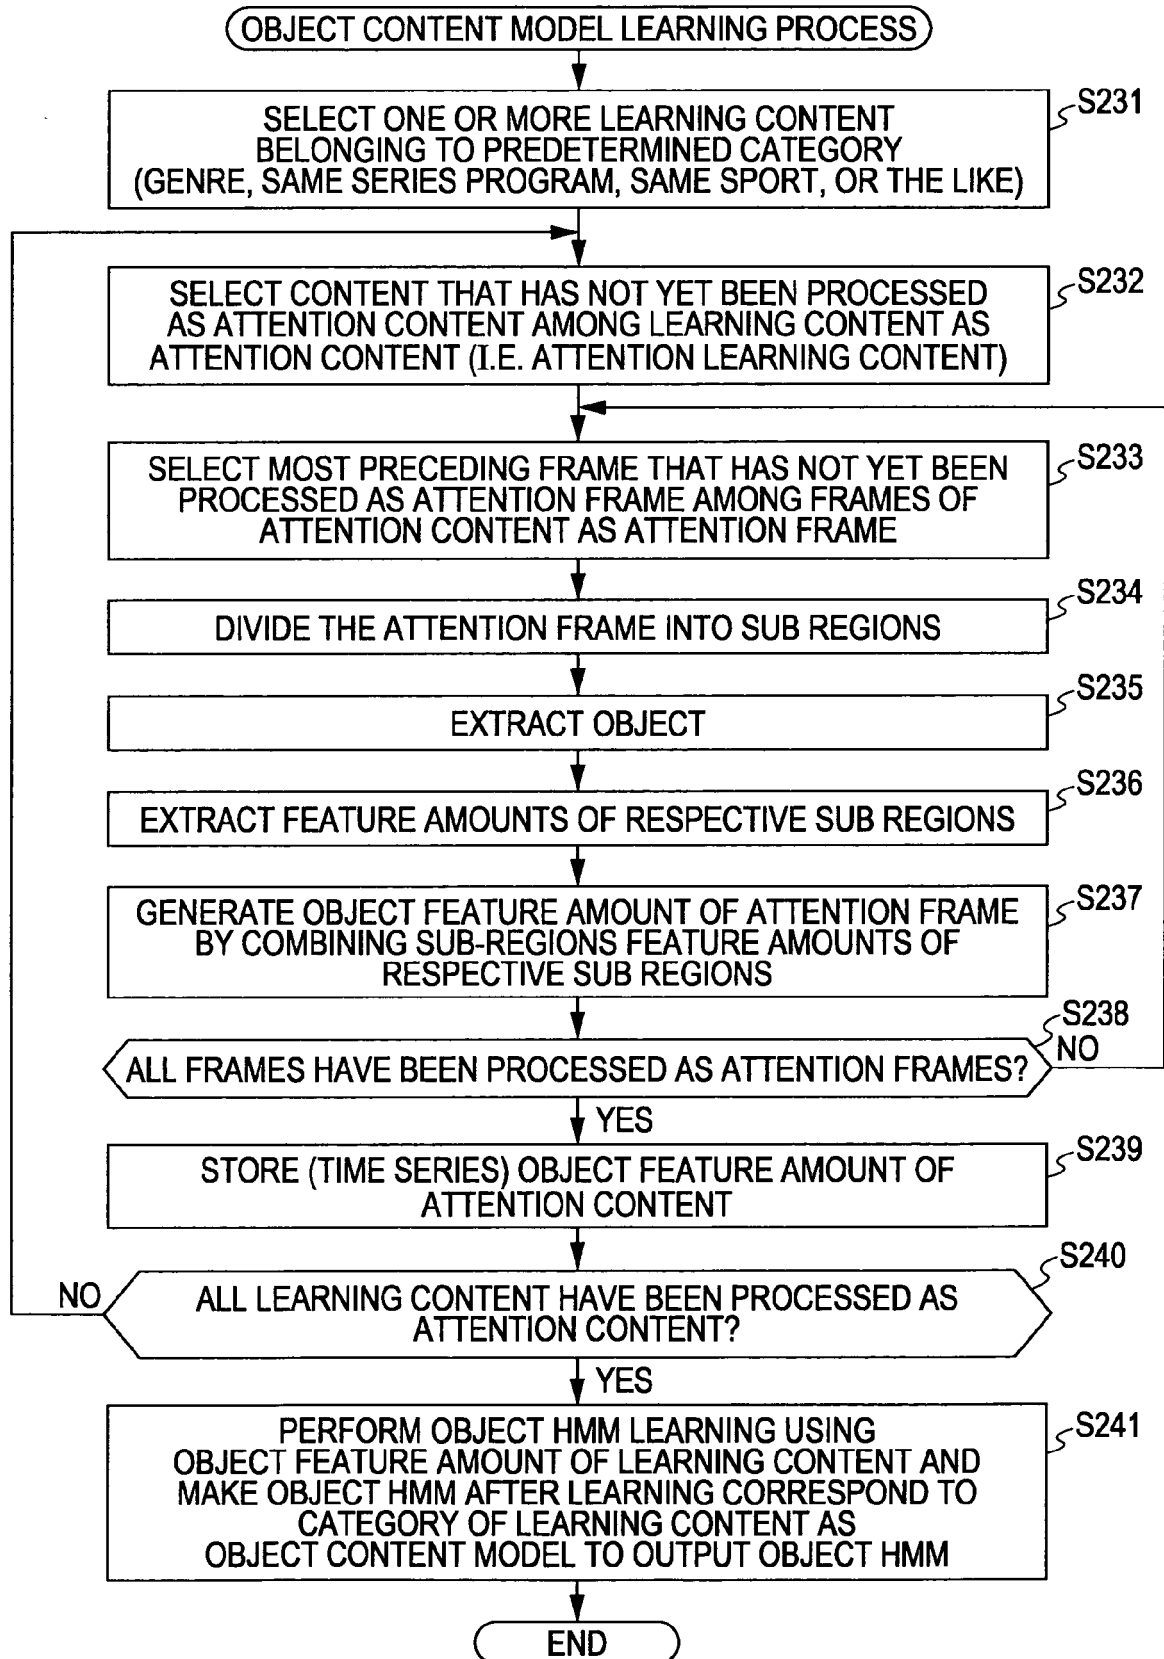 OBJECT CONTENT MODEL LEARNING PROCESS
S231
SELECT ONE OR MORE LEARNING CONTENT
BELONGING TO PREDETERMINED CATEGORY
(GENRE, SAME SERIES PROGRAM, SAME SPORT, OR THE LIKE)
S232
SELECT CONTENT THAT HAS NOT YET BEEN PROCESSED
AS ATTENTION CONTENT AMONG LEARNING CONTENT AS
ATTENTION CONTENT (I.E. ATTENTION LEARNING CONTENT)
S233
SELECT MOST PRECEDING FRAME THAT HAS NOT YET BEEN
PROCESSED AS ATTENTION FRAME AMONG FRAMES OF
ATTENTION CONTENT AS ATTENTION FRAME
S234
DIVIDE THE ATTENTION FRAME INTO SUB REGIONS
S235
EXTRACT OBJECT
S236
EXTRACT FEATURE AMOUNTS OF RESPECTIVE SUB REGIONS
S237
GENERATE OBJECT FEATURE AMOUNT OF ATTENTION FRAME
BY COMBINING SUB-REGIONS FEATURE AMOUNTS OF
RESPECTIVE SUB REGIONS
S238
ALL FRAMES HAVE BEEN PROCESSED AS ATTENTION FRAMES?
NO
YES
S239
STORE (TIME SERIES) OBJECT FEATURE AMOUNT OF
ATTENTION CONTENT
S240
NO
ALL LEARNING CONTENT HAVE BEEN PROCESSED AS
ATTENTION CONTENT?
YES
S241
PERFORM OBJECT HMM LEARNING USING
OBJECT FEATURE AMOUNT OF LEARNING CONTENT AND
MAKE OBJECT HMM AFTER LEARNING CORRESPOND TO
CATEGORY OF LEARNING CONTENT AS
OBJECT CONTENT MODEL TO OUTPUT OBJECT HMM
END